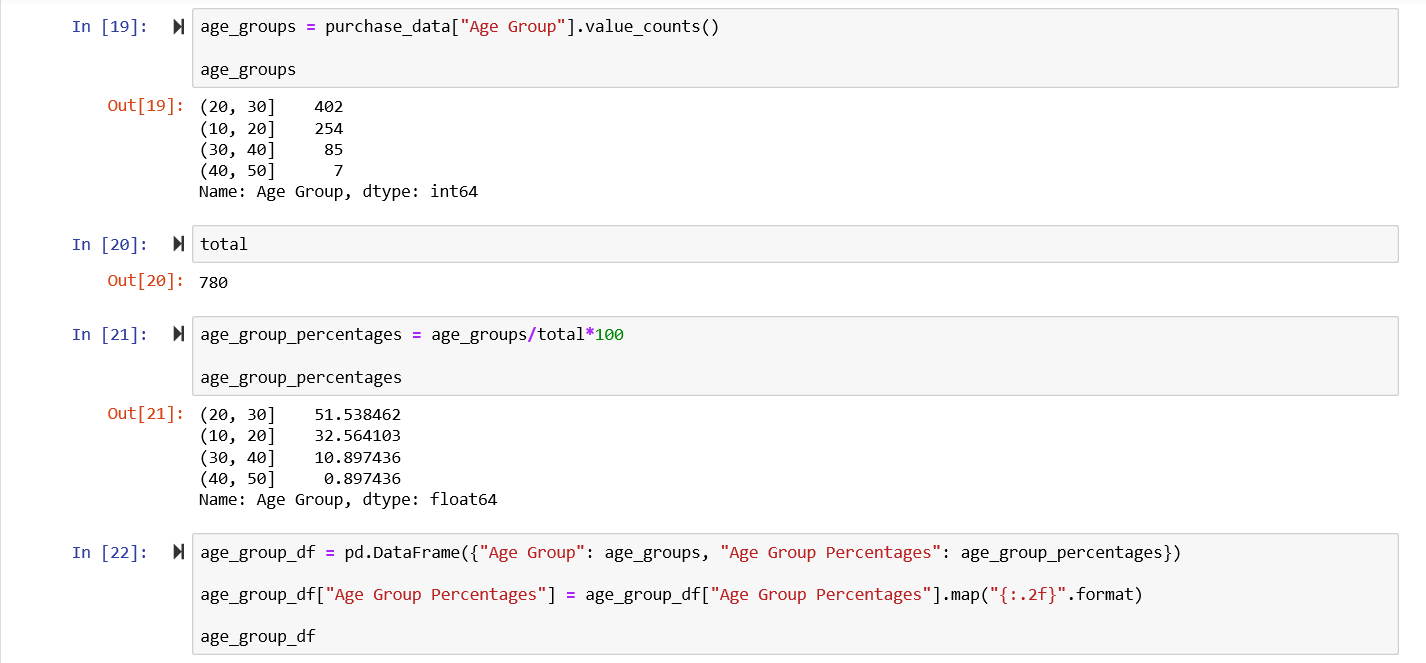 In [19]: age_groups = purchase_data["Age Group"].value_counts()
age_groups
Out[19]: (20, 30]    402
(10, 20]    254
(30, 40]     85
(40, 50]      7
Name: Age Group, dtype: int64
In [20]: total
Out[20]: 780
In [21]: age_group_percentages = age_groups/total*100
age_group_percentages
Out[21]: (20, 30]    51.538462
(10, 20]    32.564103
(30, 40]    10.897436
(40, 50]     0.897436
Name: Age Group, dtype: float64
In [22]: age_group_df = pd.DataFrame({"Age Group": age_groups, "Age Group Percentages": age_group_percentages})
age_group_df["Age Group Percentages"] = age_group_df["Age Group Percentages"].map("{:.2f}".format)
age_group_df